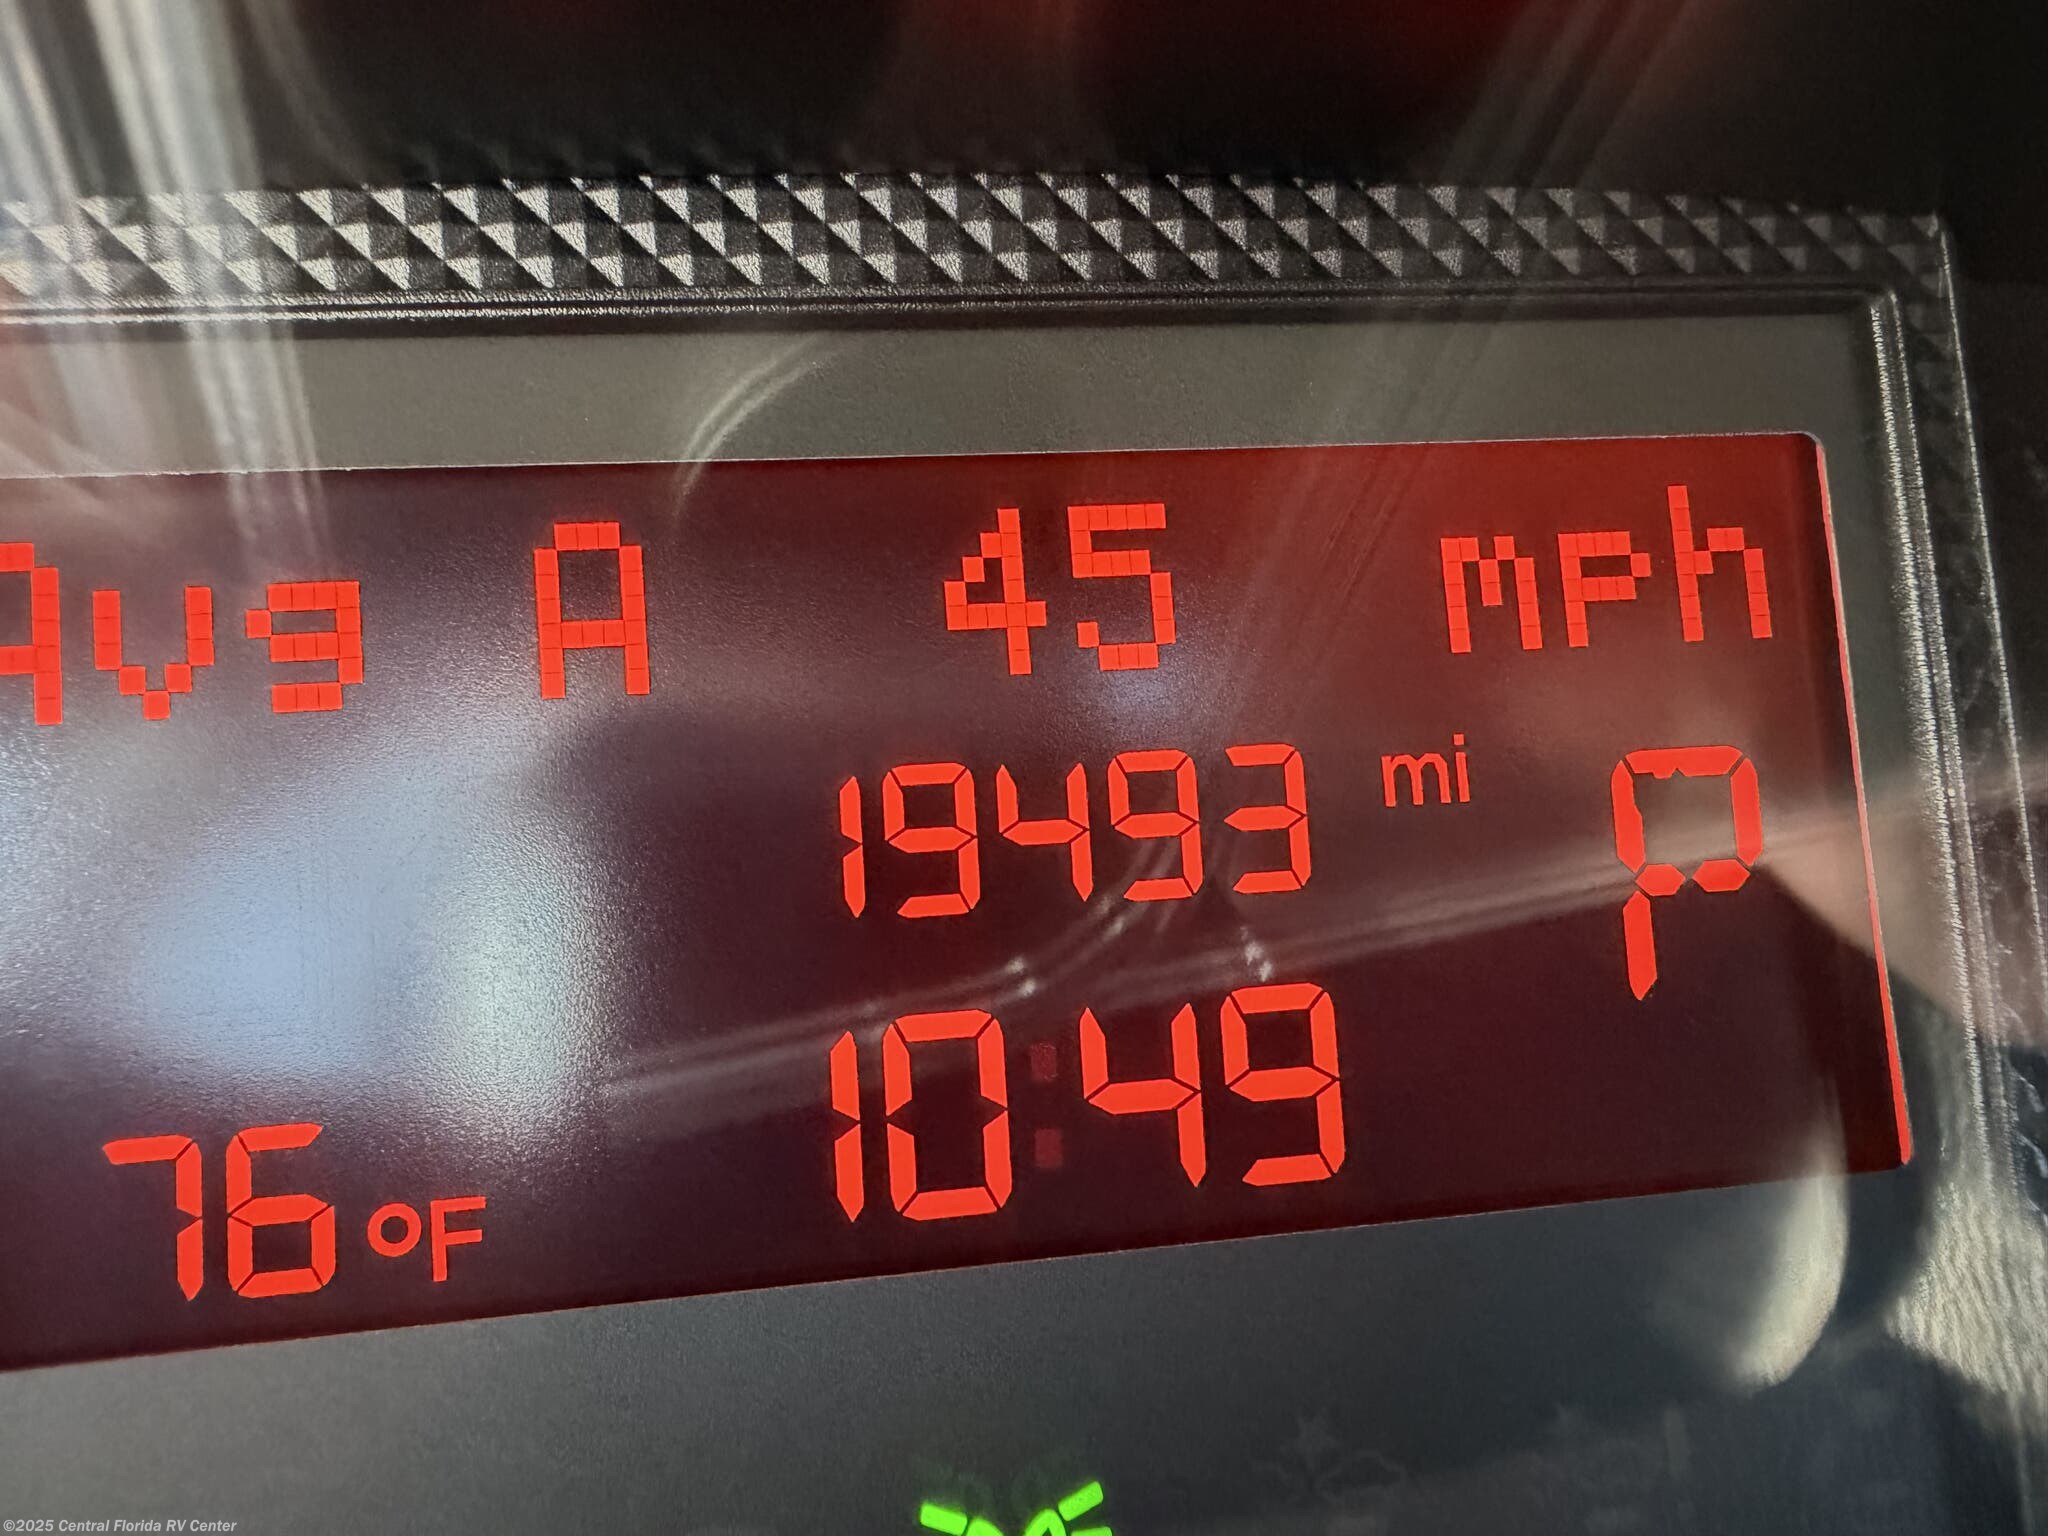 Avg A 45 mph
19493 mi P
76 °F 10:49
©2025 Central Florida RV Center